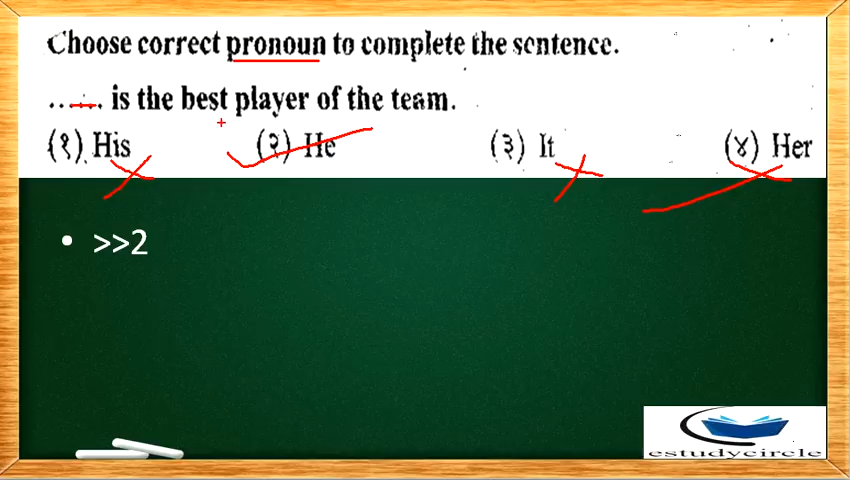 Choose correct pronoun to complete the sentence.
........ is the best player of the team.
(१) His (२) He (३) It (४) Her
• >>2
estudycircle